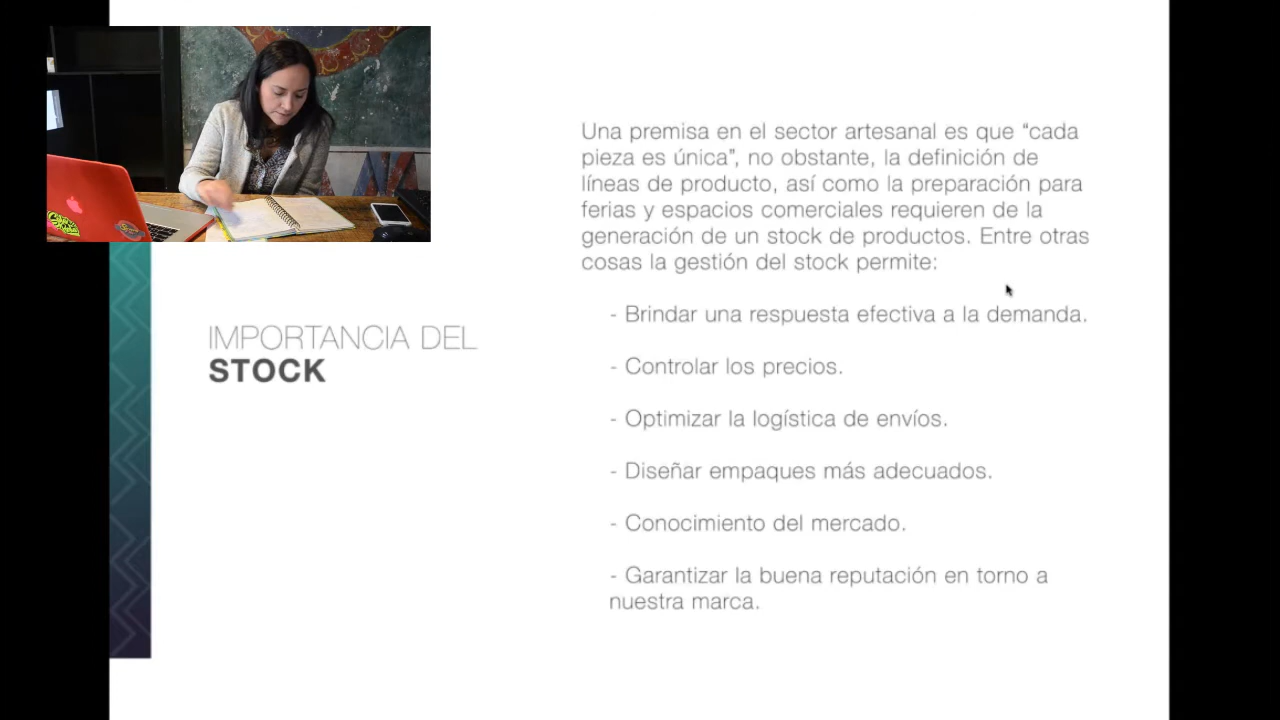 IMPORTANCIA DEL
STOCK
Una premisa en el sector artesanal es que “cada
pieza es única”, no obstante, la definición de
líneas de producto, así como la preparación para
ferias y espacios comerciales requieren de la
generación de un stock de productos. Entre otras
cosas la gestión del stock permite:
- Brindar una respuesta efectiva a la demanda.
- Controlar los precios.
- Optimizar la logística de envíos.
- Diseñar empaques más adecuados.
- Conocimiento del mercado.
- Garantizar la buena reputación en torno a
nuestra marca.